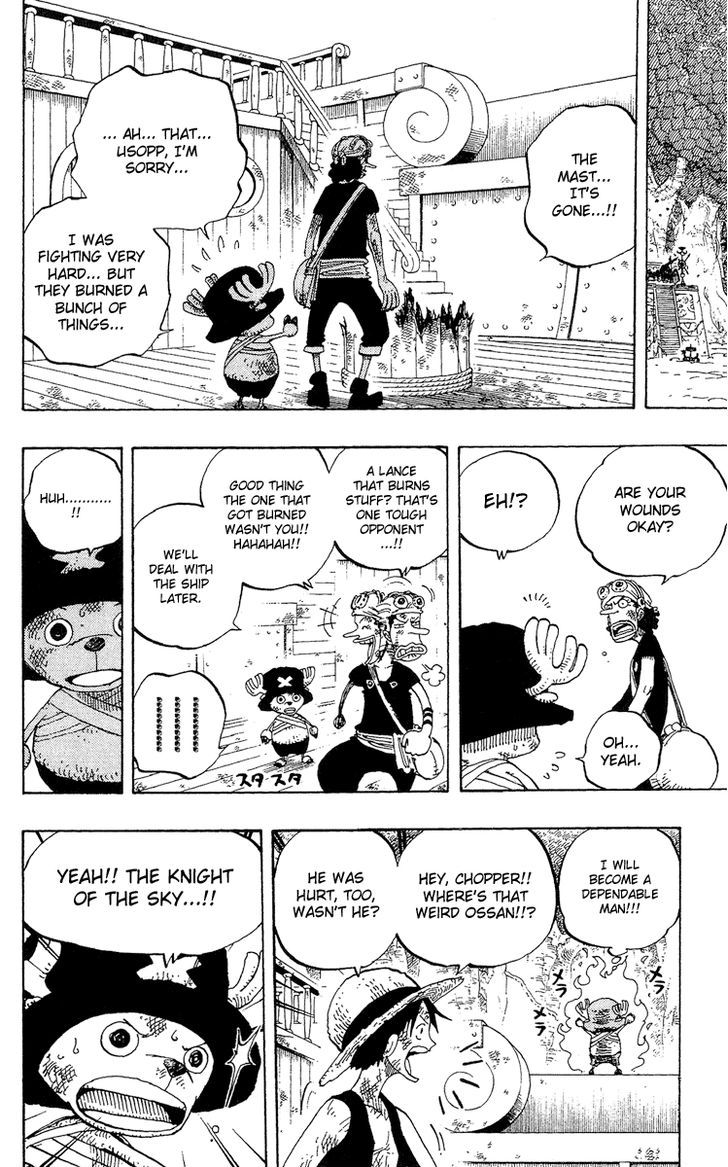 THE
MAST...
IT'S
GONE...!!
... AH... THAT...
USOPP, I'M
SORRY...
I WAS
FIGHTING VERY
HARD... BUT
THEY BURNED A
BUNCH OF
THINGS...
ARE YOUR
WOUNDS
OKAY?
EH!?
OH...
YEAH.
A LANCE
THAT BURNS
STUFF? THAT'S
ONE TOUGH
OPPONENT
...!!
GOOD THING
THE ONE THAT
GOT BURNED
WASN'T YOU!!
HAHAHAH!!
WE'LL
DEAL WITH
THE SHIP
LATER.
スタ スタ
HUH...........
!!
I WILL
BECOME A
DEPENDABLE
MAN!!!
メラ
メラ
HEY, CHOPPER!!
WHERE'S THAT
WEIRD OSSAN!!?
HE WAS
HURT, TOO,
WASN'T HE?
YEAH!! THE KNIGHT
OF THE SKY...!!